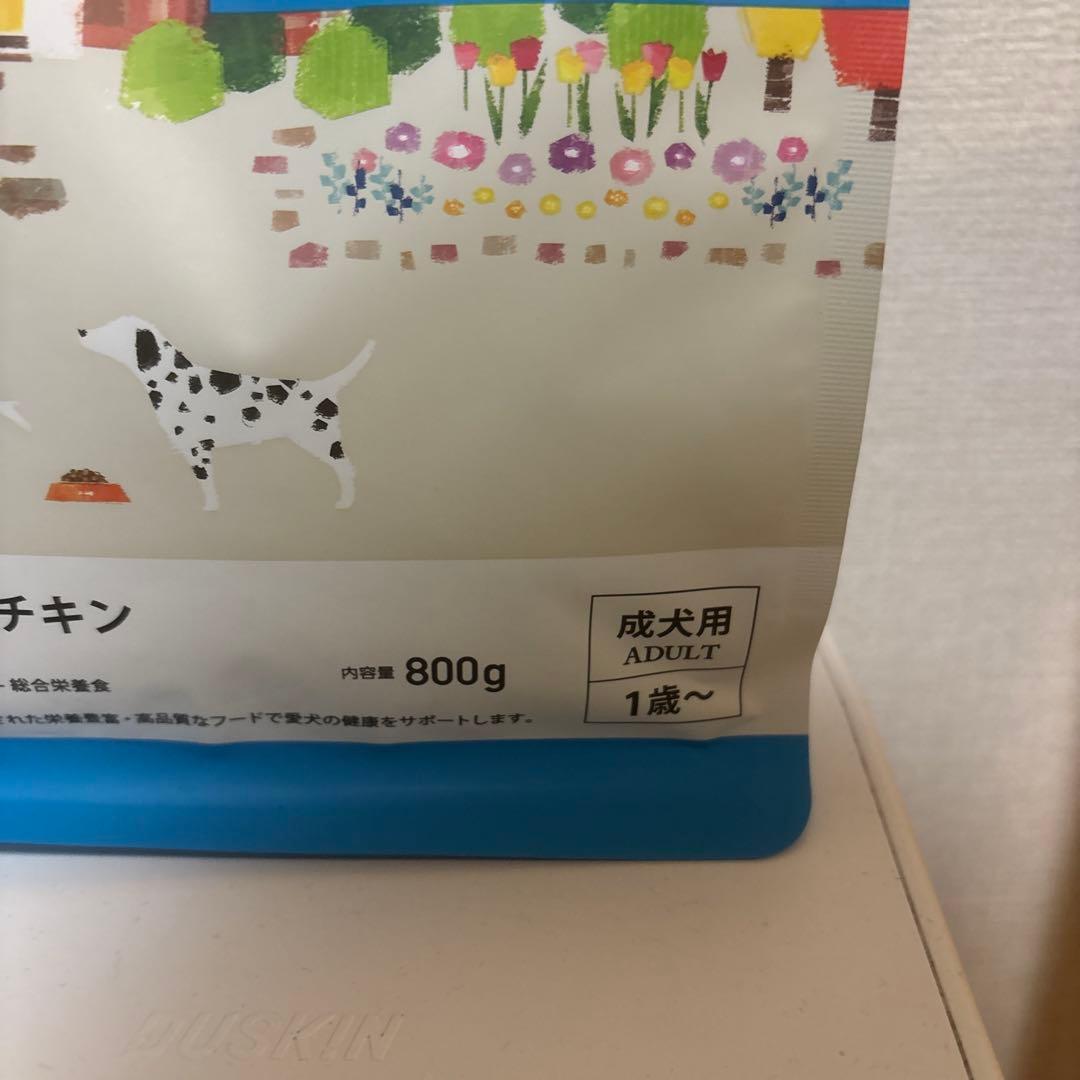 チキン
内容量 800g
総合栄養食
れた栄養豊富・高品質なフードで愛犬の健康をサポートします。
成犬用
ADULT
1歳〜
DUSKIN